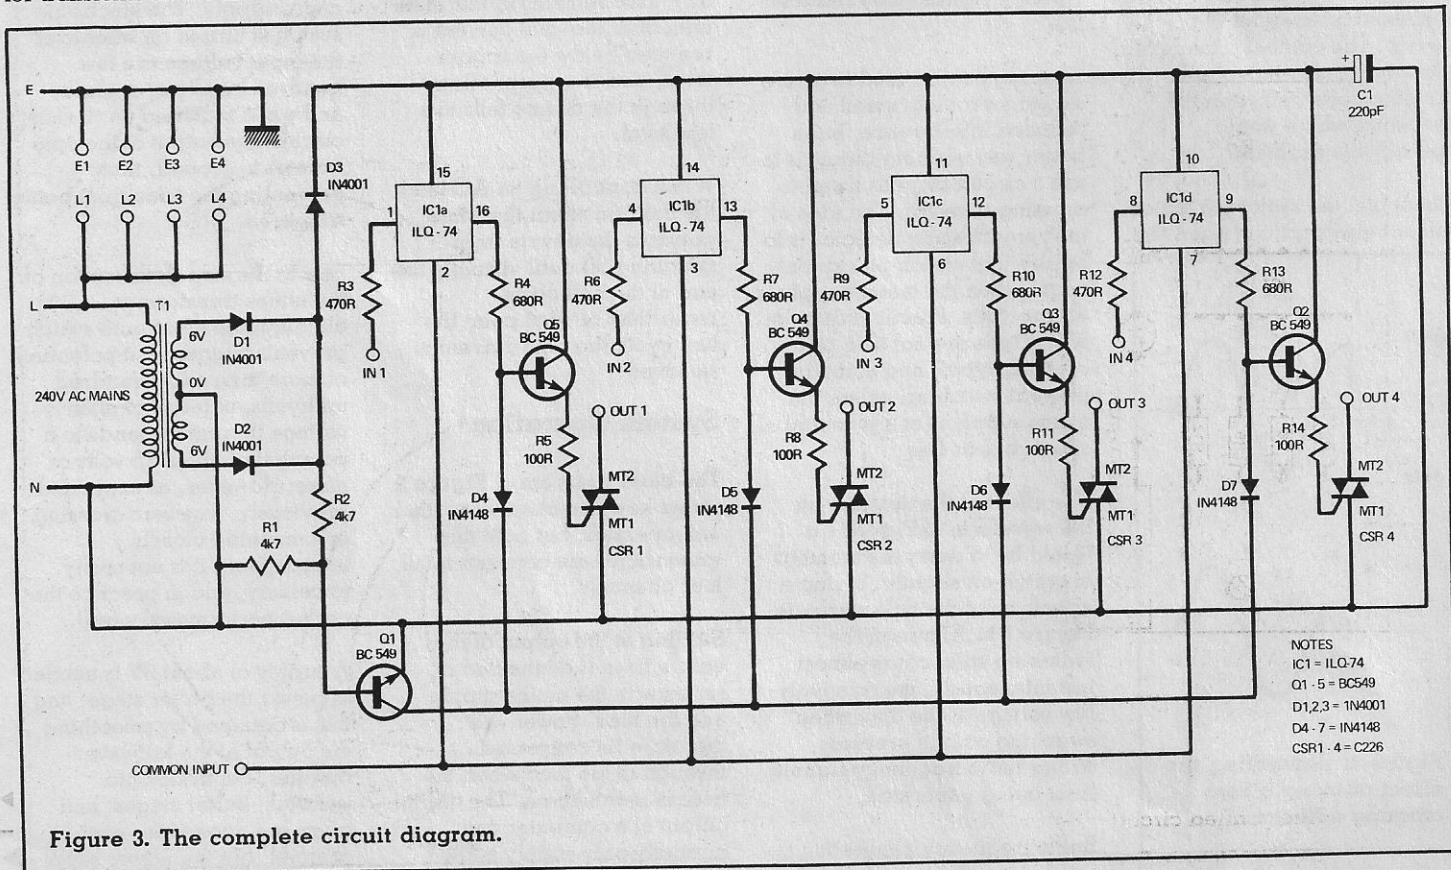 E
E1
E2
E3
E4
L1
L2
L3
L4
L
T1
240V AC MAINS
N
6V
0V
6V
D1
IN4001
D2
IN4001
D3
IN4001
R1
4k7
R2
4k7
Q1
BC 549
COMMON INPUT
15
1
IC1a
ILQ - 74
16
2
R3
470R
IN 1
R4
680R
Q5
BC 549
R5
100R
D4
IN4148
OUT 1
MT2
MT1
CSR 1
14
4
IC1b
ILQ - 74
13
3
R6
470R
IN 2
R7
680R
Q4
BC 549
R8
100R
D5
IN4148
OUT 2
MT2
MT1
CSR 2
11
5
IC1c
ILQ - 74
12
6
R9
470R
IN 3
R10
680R
Q3
BC 549
R11
100R
D6
IN4148
OUT 3
MT2
MT1
CSR 3
10
8
IC1d
ILQ - 74
9
7
R12
470R
IN 4
R13
680R
Q2
BC 549
R14
100R
D7
IN4148
OUT 4
MT2
MT1
CSR 4
+
C1
220pF
NOTES
IC1 = ILQ-74
Q1 - 5 = BC549
D1,2,3 = 1N4001
D4 - 7 = IN4148
CSR1 - 4 = C226
Figure 3. The complete circuit diagram.